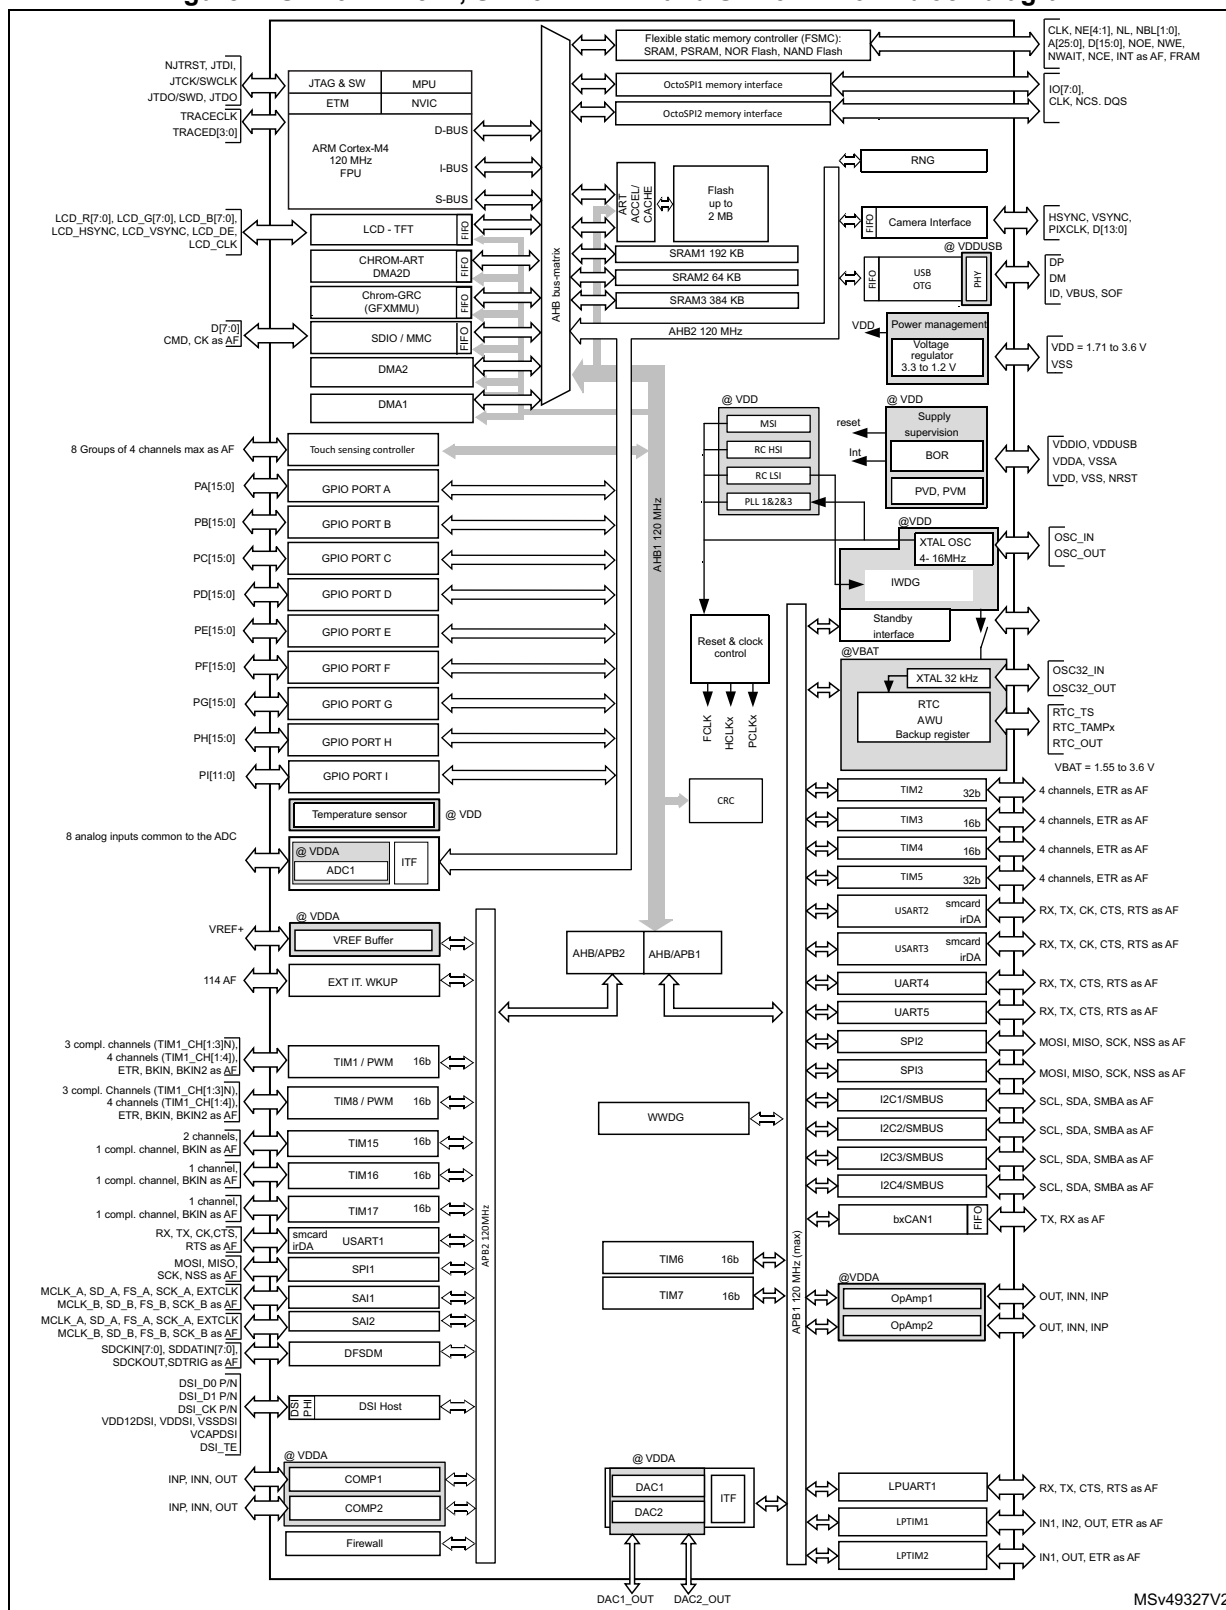 Flexible static memory controller (FSMC):
SRAM, PSRAM, NOR Flash, NAND Flash
CLK, NE[4:1], NL, NBL[1:0],
A[25:0], D[15:0], NOE, NWE,
NWAIT, NCE, INT as AF, FRAM
NJTRST, JTDI,
JTCK/SWCLK
JTDO/SWD, JTDO
JTAG & SW
MPU
ETM
NVIC
OctoSPI1 memory interface
IO[7:0],
CLK, NCS. DQS
OctoSPI2 memory interface
TRACECLK
TRACED[3:0]
ARM Cortex-M4
120 MHz
FPU
D-BUS
I-BUS
S-BUS
AHB bus-matrix
ART
ACCEL/
CACHE
Flash
up to
2 MB
RNG
LCD_R[7:0], LCD_G[7:0], LCD_B[7:0],
LCD_HSYNC, LCD_VSYNC, LCD_DE,
LCD_CLK
LCD - TFT
FIFO
FIFO
Camera Interface
HSYNC, VSYNC,
PIXCLK, D[13:0]
CHROM-ART
DMA2D
FIFO
SRAM1 192 KB
SRAM2 64 KB
SRAM3 384 KB
@ VDDUSB
FIFO
USB
OTG
PHY
DP
DM
ID, VBUS, SOF
Chrom-GRC
(GFXMMU)
FIFO
D[7:0]
CMD, CK as AF
SDIO / MMC
FIFO
AHB2 120 MHz
VDD
Power management
Voltage
regulator
3.3 to 1.2 V
VDD = 1.71 to 3.6 V
VSS
DMA2
DMA1
@ VDD
MSI
RC HSI
RC LSI
PLL 1&2&3
@ VDD
reset
Int
Supply
supervision
BOR
PVD, PVM
VDDIO, VDDUSB
VDDA, VSSA
VDD, VSS, NRST
8 Groups of 4 channels max as AF
Touch sensing controller
PA[15:0]
GPIO PORT A
PB[15:0]
GPIO PORT B
PC[15:0]
GPIO PORT C
PD[15:0]
GPIO PORT D
PE[15:0]
GPIO PORT E
PF[15:0]
GPIO PORT F
PG[15:0]
GPIO PORT G
PH[15:0]
GPIO PORT H
PI[11:0]
GPIO PORT I
AHB1 120 MHz
@VDD
XTAL OSC
4- 16MHz
IWDG
OSC_IN
OSC_OUT
Standby
interface
Reset & clock
control
FCLK
HCLKx
PCLKx
@VBAT
XTAL 32 kHz
RTC
AWU
Backup register
OSC32_IN
OSC32_OUT
RTC_TS
RTC_TAMPx
RTC_OUT
VBAT = 1.55 to 3.6 V
Temperature sensor
@ VDD
CRC
8 analog inputs common to the ADC
@ VDDA
ADC1
ITF
TIM2
32b
4 channels, ETR as AF
TIM3
16b
4 channels, ETR as AF
TIM4
16b
4 channels, ETR as AF
TIM5
32b
4 channels, ETR as AF
USART2
smcard
irDA
RX, TX, CK, CTS, RTS as AF
USART3
smcard
irDA
RX, TX, CK, CTS, RTS as AF
UART4
RX, TX, CTS, RTS as AF
UART5
RX, TX, CTS, RTS as AF
SPI2
MOSI, MISO, SCK, NSS as AF
SPI3
MOSI, MISO, SCK, NSS as AF
I2C1/SMBUS
SCL, SDA, SMBA as AF
I2C2/SMBUS
SCL, SDA, SMBA as AF
I2C3/SMBUS
SCL, SDA, SMBA as AF
I2C4/SMBUS
SCL, SDA, SMBA as AF
bxCAN1
FIFO
TX, RX as AF
@VDDA
OpAmp1
OUT, INN, INP
OpAmp2
OUT, INN, INP
LPUART1
RX, TX, CTS, RTS as AF
LPTIM1
IN1, IN2, OUT, ETR as AF
LPTIM2
IN1, OUT, ETR as AF
APB1 120 MHz (max)
AHB/APB2
AHB/APB1
WWDG
TIM6
16b
TIM7
16b
@ VDDA
DAC1
DAC2
ITF
DAC1_OUT
DAC2_OUT
VREF+
@ VDDA
VREF Buffer
114 AF
EXT IT. WKUP
3 compl. channels (TIM1_CH[1:3]N),
4 channels (TIM1_CH[1:4]),
ETR, BKIN, BKIN2 as AF
TIM1 / PWM
16b
3 compl. Channels (TIM1_CH[1:3]N),
4 channels (TIM1_CH[1:4]),
ETR, BKIN, BKIN2 as AF
TIM8 / PWM
16b
2 channels,
1 compl. channel, BKIN as AF
TIM15
16b
1 channel,
1 compl. channel, BKIN as AF
TIM16
16b
1 channel,
1 compl. channel, BKIN as AF
TIM17
16b
RX, TX, CK,CTS,
RTS as AF
smcard
irDA
USART1
MOSI, MISO,
SCK, NSS as AF
SPI1
MCLK_A, SD_A, FS_A, SCK_A, EXTCLK
MCLK_B, SD_B, FS_B, SCK_B as AF
SAI1
MCLK_A, SD_A, FS_A, SCK_A, EXTCLK
MCLK_B, SD_B, FS_B, SCK_B as AF
SAI2
SDCKIN[7:0], SDDATIN[7:0],
SDCKOUT,SDTRIG as AF
DFSDM
DSI_D0 P/N
DSI_D1 P/N
DSI_CK P/N
VDD12DSI, VDDSI, VSSDSI
VCAPDSI
DSI_TE
DSI
PHI
DSI Host
APB2 120MHz
@ VDDA
INP, INN, OUT
COMP1
INP, INN, OUT
COMP2
Firewall
MSv49327V2